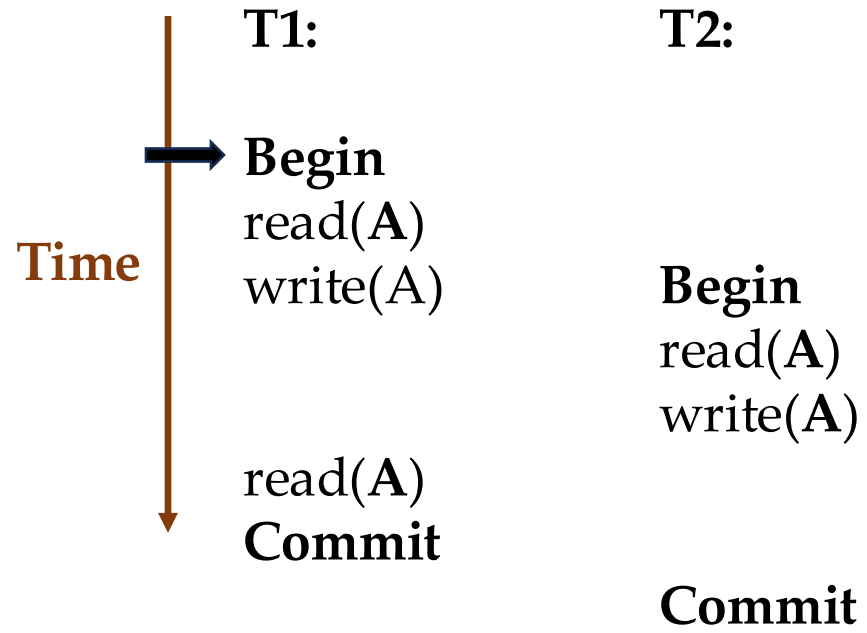 T1: T2:
Begin
read(A)
Time
write(A) Begin
read(A)
write(A)
read(A)
Commit
Commit